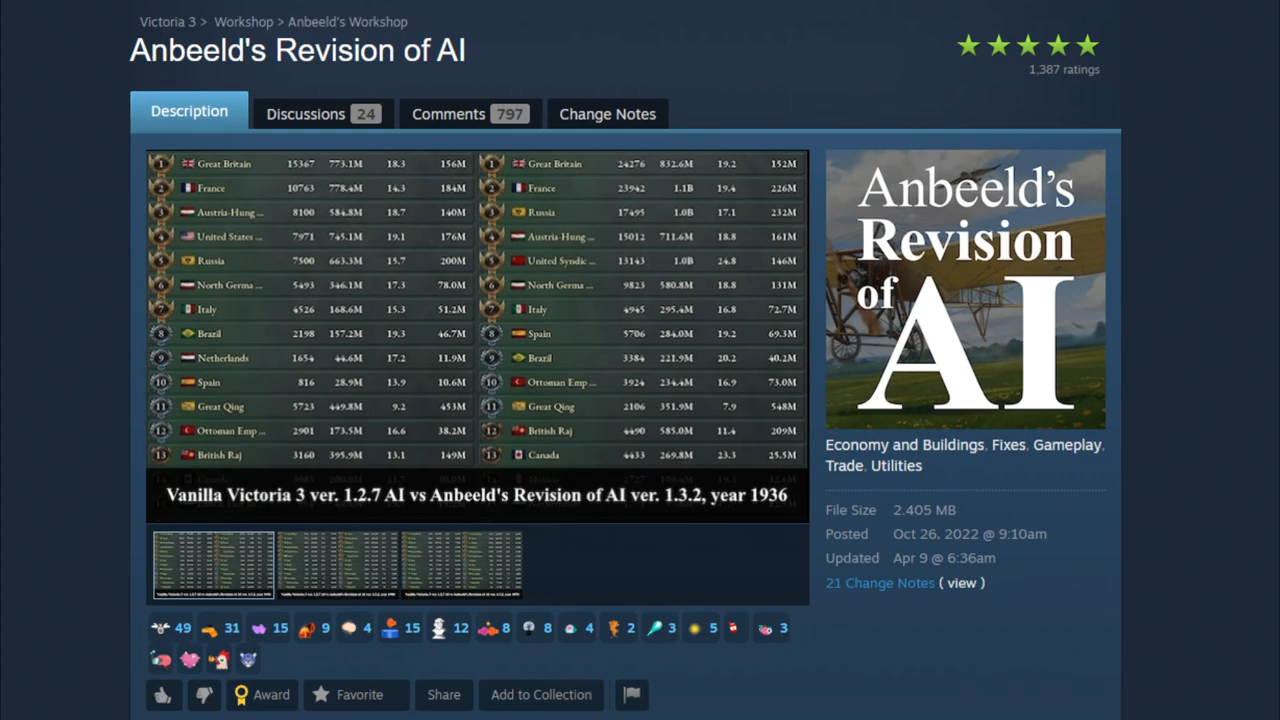 Victoria 3 > Workshop > Anbeeld's Workshop
Anbeeld's Revision of AI
1,387 ratings
Description
Discussions 24
Comments 797
Change Notes
1 Great Britain 15367 773.1M 18.3 156M
2 France 10763 778.4M 14.3 184M
3 Austria-Hung ... 8100 584.8M 18.7 140M
4 United States ... 7971 745.1M 19.1 176M
5 Russia 7500 663.3M 15.7 200M
6 North Germa ... 5493 346.1M 17.3 78.0M
7 Italy 4526 168.6M 15.3 51.2M
8 Brazil 2198 157.2M 19.3 46.7M
9 Netherlands 1654 44.6M 17.2 11.9M
10 Spain 816 28.9M 13.9 10.6M
11 Great Qing 5723 449.8M 9.2 453M
12 Ottoman Emp ... 2901 173.5M 16.6 38.2M
13 British Raj 3160 395.9M 13.1 149M
1 Great Britain 24276 832.6M 19.2 152M
2 France 23942 1.1B 19.4 226M
3 Russia 17495 1.0B 17.1 232M
4 Austria-Hung ... 15012 711.6M 18.8 161M
5 United Syndic ... 13143 1.0B 24.8 146M
6 North Germa ... 9823 580.8M 18.8 131M
7 Italy 4945 295.4M 16.8 72.7M
8 Spain 5706 284.0M 19.2 69.3M
9 Brazil 3384 221.9M 20.2 40.2M
10 Ottoman Emp ... 3924 234.4M 16.9 73.0M
11 Great Qing 2106 351.9M 7.9 548M
12 British Raj 4490 585.0M 11.4 209M
13 Canada 4433 269.8M 23.3 25.5M
Vanilla Victoria 3 ver. 1.2.7 AI vs Anbeeld's Revision of AI ver. 1.3.2, year 1936
Anbeeld's
Revision
of AI
Economy and Buildings, Fixes, Gameplay,
Trade, Utilities
File Size 2.405 MB
Posted Oct 26, 2022 @ 9:10am
Updated Apr 9 @ 6:36am
21 Change Notes ( view )
49 31 15 9 4 15 12 8 8 4 2 3 5 3
Award
Favorite
Share
Add to Collection